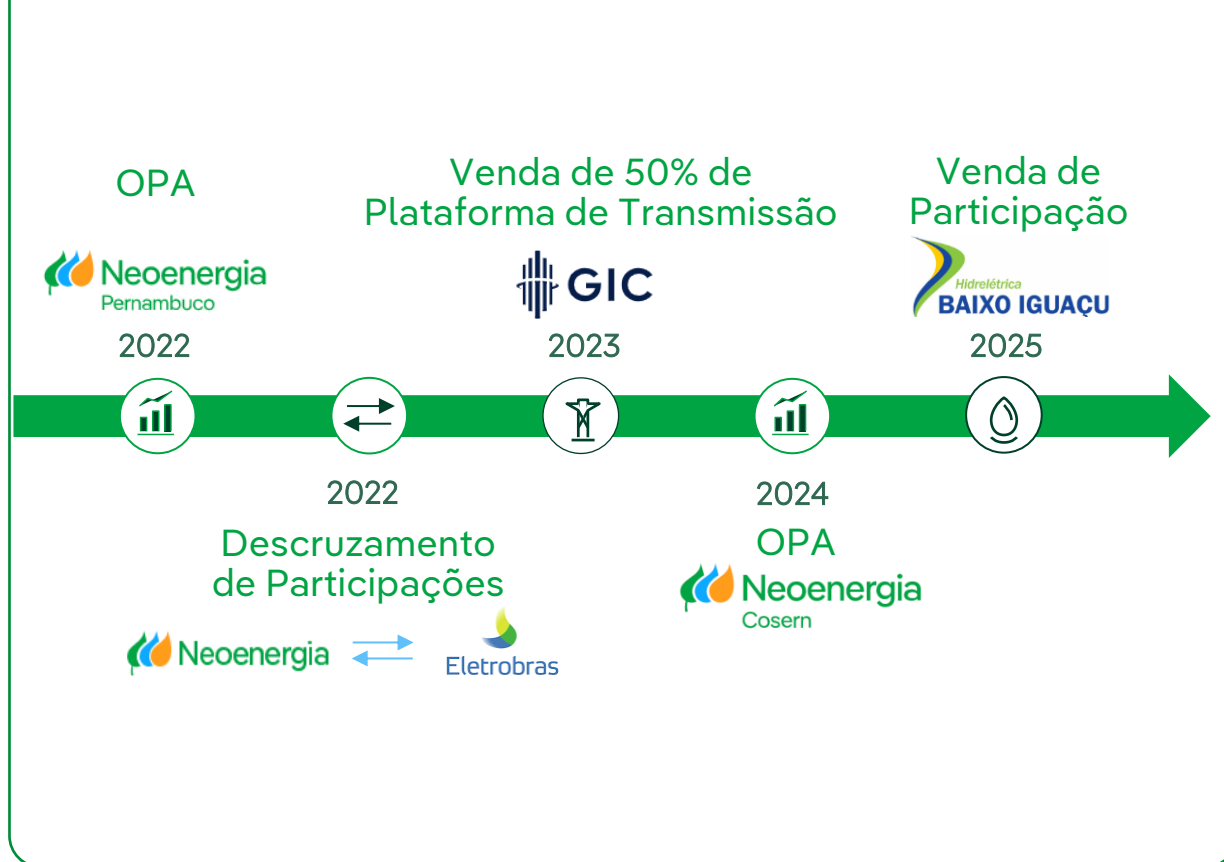 OPA
Neoenergia
Pernambuco
2022
2022
Descruzamento
de Participações
Neoenergia
Eletrobras
Venda de 50% de
Plataforma de Transmissão
GIC
2023
2024
OPA
Neoenergia
Cosern
Venda de
Participação
Hidrelétrica
BAIXO IGUAÇU
2025